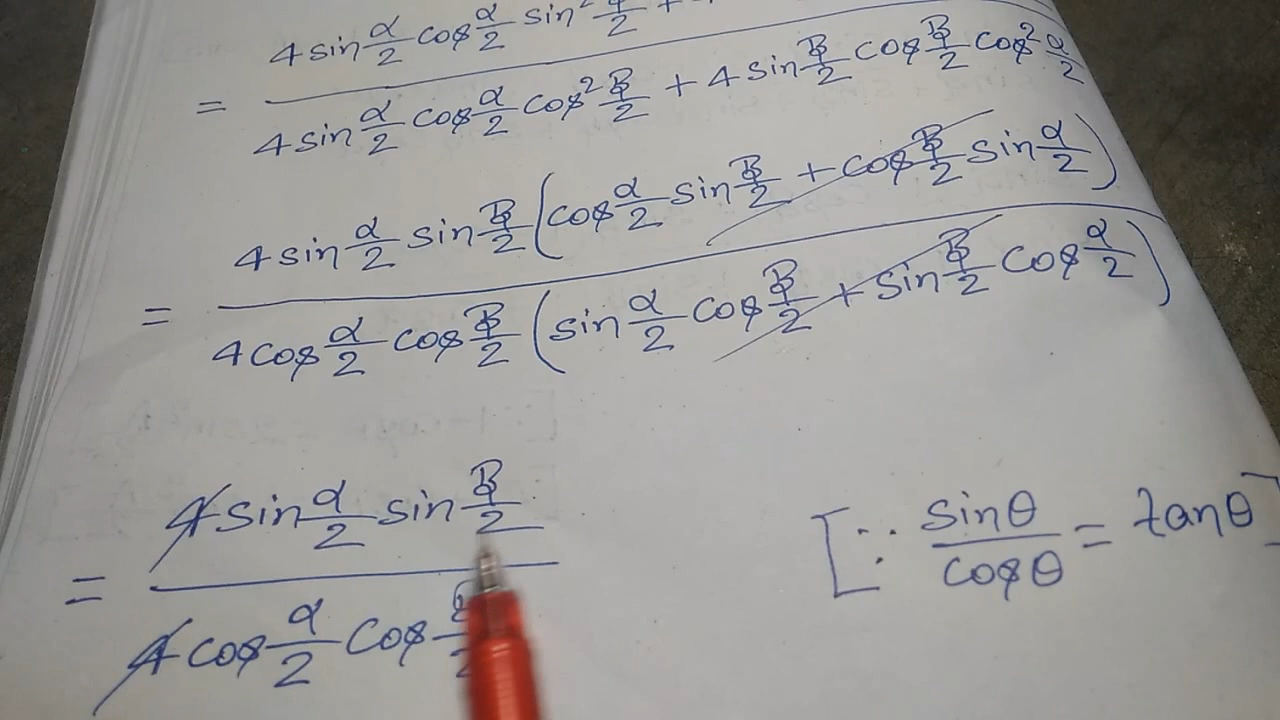 4 sin α/2 cos α/2 sin² β/2 +
= 4 sin α/2 cos α/2 cos² β/2 + 4 sin β/2 cos β/2 cos² α/2
4 sin α/2 sin β/2 (cos α/2 sin β/2 + cos β/2 sin α/2)
= 4 cos α/2 cos β/2 (sin α/2 cos β/2 + sin β/2 cos α/2)
4 sin α/2 sin β/2
= 4 cos α/2 cos
[∵ sinθ/cosθ = tanθ]